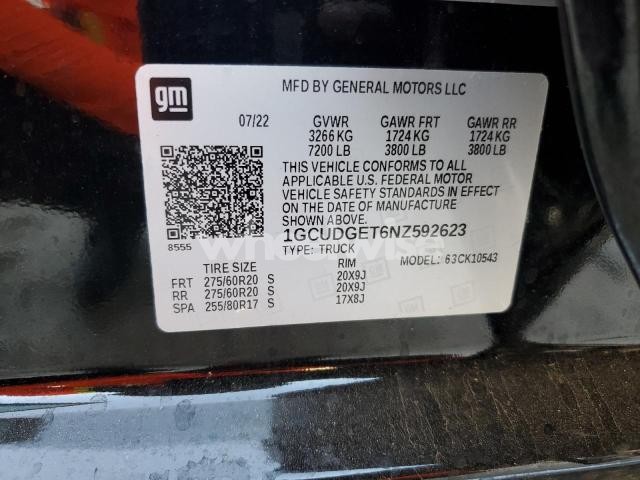 gm
MFD BY GENERAL MOTORS LLC
07/22 GVWR GAWR FRT GAWR RR
3266 KG 1724 KG 1724 KG
7200 LB 3800 LB 3800 LB
THIS VEHICLE CONFORMS TO ALL
APPLICABLE U.S. FEDERAL MOTOR
VEHICLE SAFETY STANDARDS IN EFFECT
ON THE DATE OF MANUFACTURE
SHOWN ABOVE.
1GCUDGET6NZ592623
8555
TYPE: TRUCK MODEL: 63CK10543
TIRE SIZE RIM
FRT 275/60R20 S 20X9J
RR 275/60R20 S 20X9J
SPA 255/80R17 S 17X8J